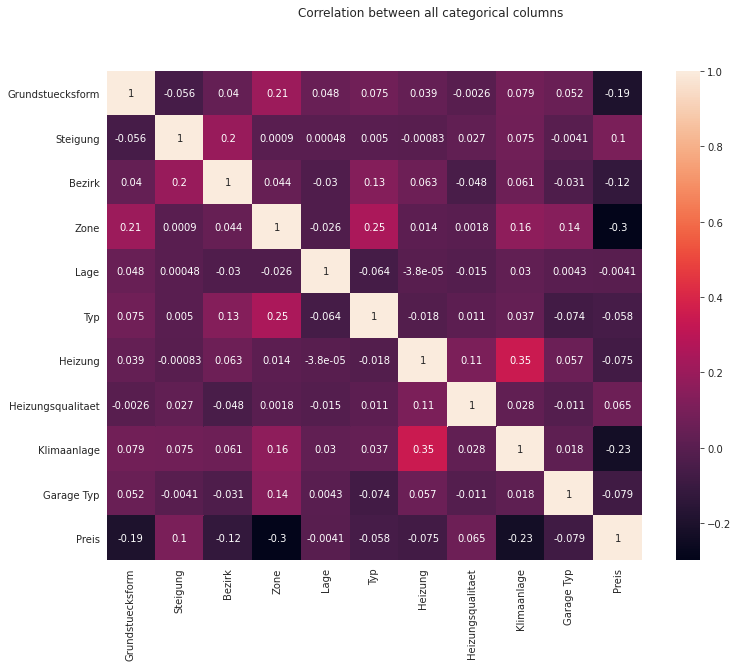 Correlation between all categorical columns
Grundstuecksform 1 -0.056 0.04 0.21 0.048 0.075 0.039 -0.0026 0.079 0.052 -0.19
Steigung -0.056 1 0.2 0.0009 0.00048 0.005 -0.00083 0.027 0.075 -0.0041 0.1
Bezirk 0.04 0.2 1 0.044 -0.03 0.13 0.063 -0.048 0.061 -0.031 -0.12
Zone 0.21 0.0009 0.044 1 -0.026 0.25 0.014 0.0018 0.16 0.14 -0.3
Lage 0.048 0.00048 -0.03 -0.026 1 -0.064 -3.8e-05 -0.015 0.03 0.0043 -0.0041
Typ 0.075 0.005 0.13 0.25 -0.064 1 -0.018 0.011 0.037 -0.074 -0.058
Heizung 0.039 -0.00083 0.063 0.014 -3.8e-05 -0.018 1 0.11 0.35 0.057 -0.075
Heizungsqualitaet -0.0026 0.027 -0.048 0.0018 -0.015 0.011 0.11 1 0.028 -0.011 0.065
Klimaanlage 0.079 0.075 0.061 0.16 0.03 0.037 0.35 0.028 1 0.018 -0.23
Garage Typ 0.052 -0.0041 -0.031 0.14 0.0043 -0.074 0.057 -0.011 0.018 1 -0.079
Preis -0.19 0.1 -0.12 -0.3 -0.0041 -0.058 -0.075 0.065 -0.23 -0.079 1
Grundstuecksform
Steigung
Bezirk
Zone
Lage
Typ
Heizung
Heizungsqualitaet
Klimaanlage
Garage Typ
Preis
1.0
0.8
0.6
0.4
0.2
0.0
−0.2